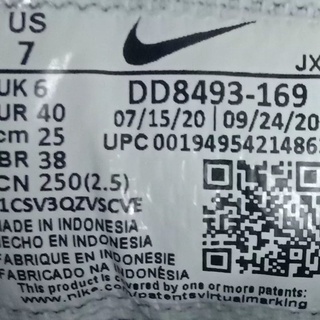 US
7
JX
UK 6
EUR 40
cm 25
BR 38
CN 250(2.5)
DD8493-169
07/15/20 09/24/20
UPC 00194954214863
1CSV3QZVSCVE
MADE IN INDONESIA
HECHO EN INDONESIA
FABRIQUE EN INDONESIE
FABRICADO NA INDONÉSIA
This product is covered by one or more patents:
www.nike.com/patentsvirtualmarking